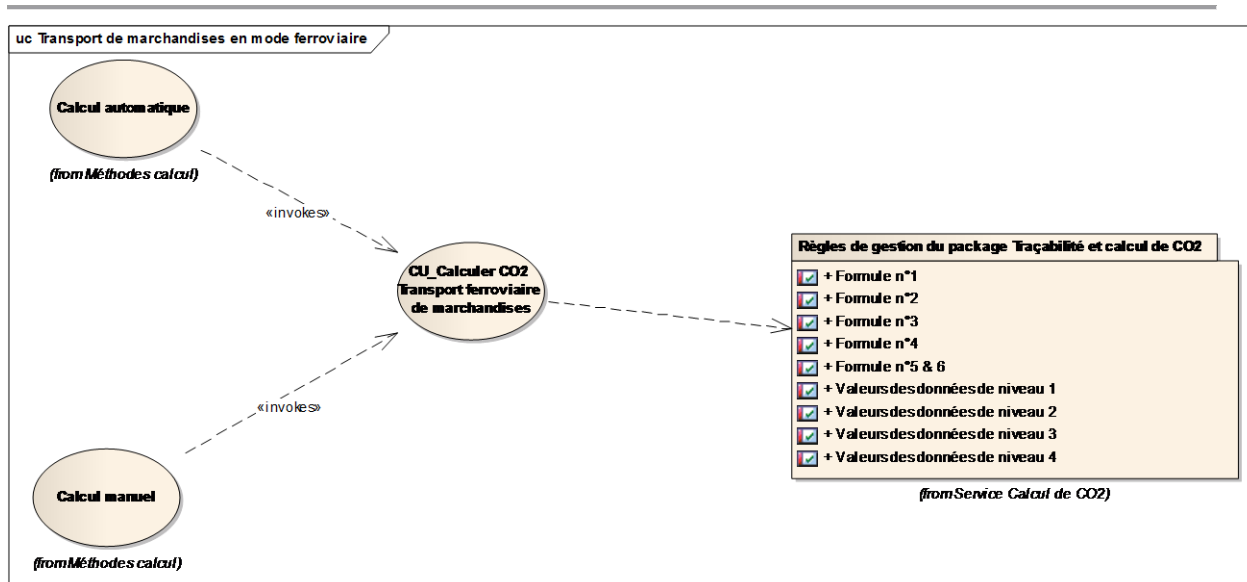 uc Transport de marchandises en mode ferroviaire
Calcul automatique
(from Méthodes calcul)
«invokes»
CU_Calculer CO2
Transport ferroviaire
de marchandises
«invokes»
Calcul manuel
(from Méthodes calcul)
Règles de gestion du package Traçabilité et calcul de CO2
+ Formule n°1
+ Formule n°2
+ Formule n°3
+ Formule n°4
+ Formule n°5 & 6
+ Valeurs des données de niveau 1
+ Valeurs des données de niveau 2
+ Valeurs des données de niveau 3
+ Valeurs des données de niveau 4
(from Service Calcul de CO2)